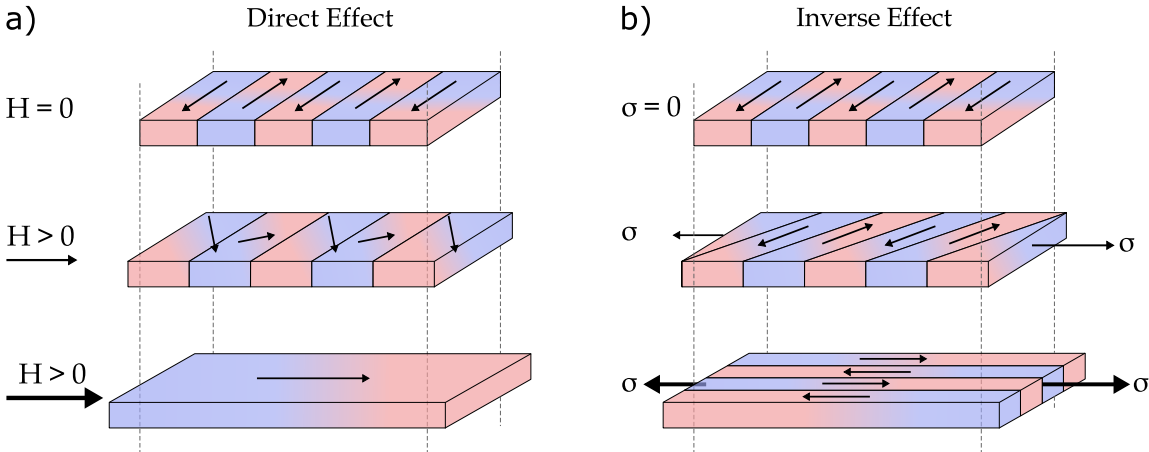 a)
Direct Effect
H = 0
H > 0
H > 0
b)
Inverse Effect
σ = 0
σ
σ
σ
σ